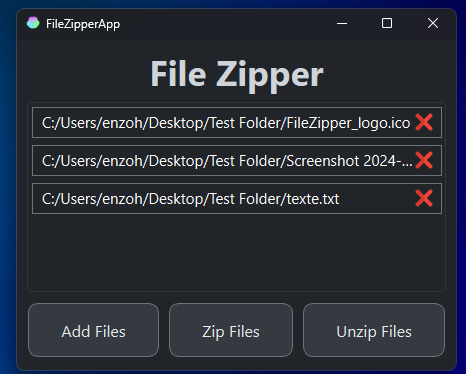 FileZipperApp
File Zipper
C:/Users/enzoh/Desktop/Test Folder/FileZipper_logo.ico
C:/Users/enzoh/Desktop/Test Folder/Screenshot 2024-...
C:/Users/enzoh/Desktop/Test Folder/texte.txt
Add Files
Zip Files
Unzip Files